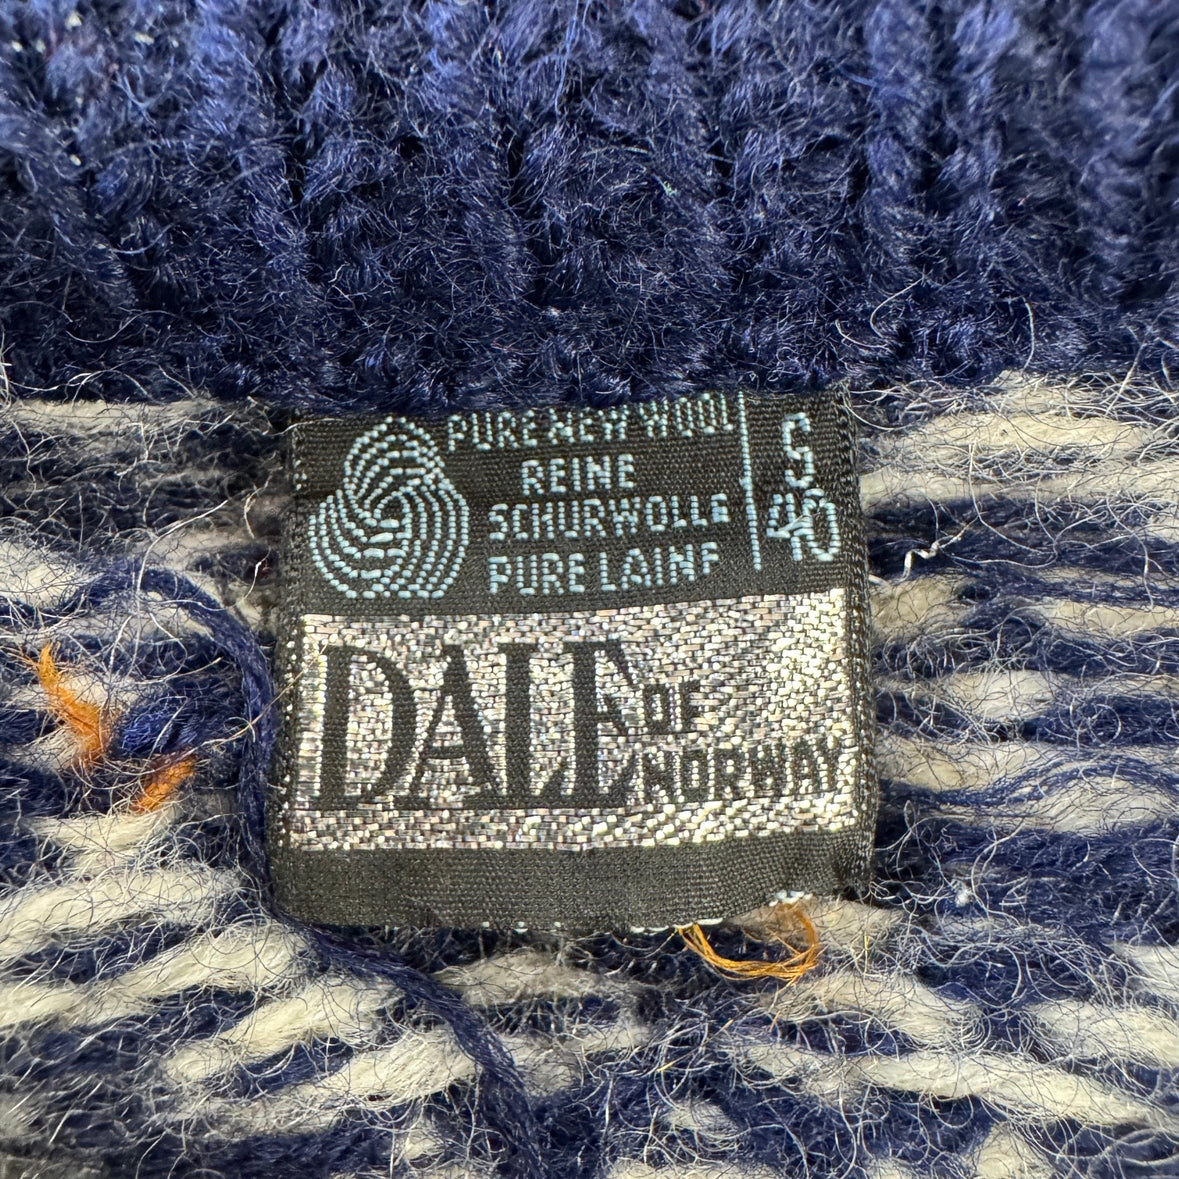 PURE NEW WOOL
REINE
SCHURWOLLE
PURE LAINE
S
40
DALE
OF
NORWAY